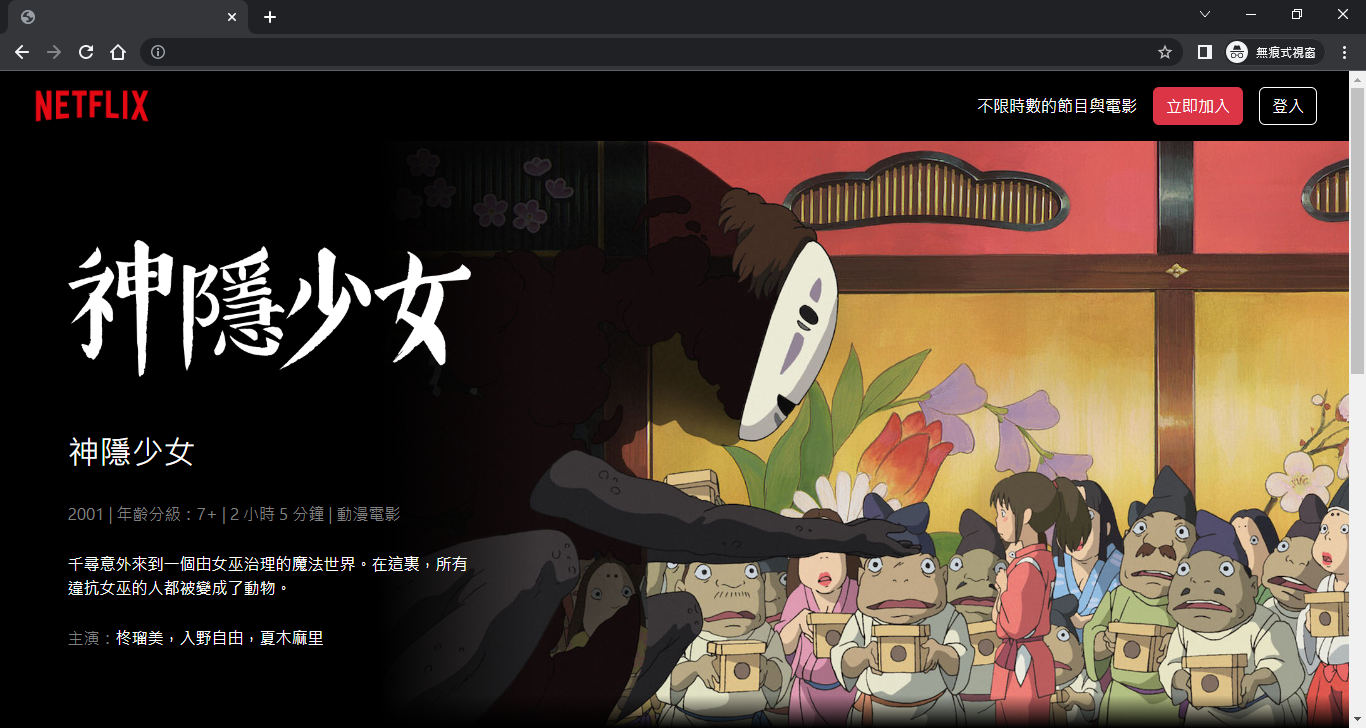 無痕式視窗
NETFLIX
不限時數的節目與電影
立即加入
登入
神隱少女
神隱少女
2001 | 年齡分級：7+ | 2 小時 5 分鐘 | 動漫電影
千尋意外來到一個由女巫治理的魔法世界。在這裏，所有
違抗女巫的人都被變成了動物。
主演：柊瑠美，入野自由，夏木麻里